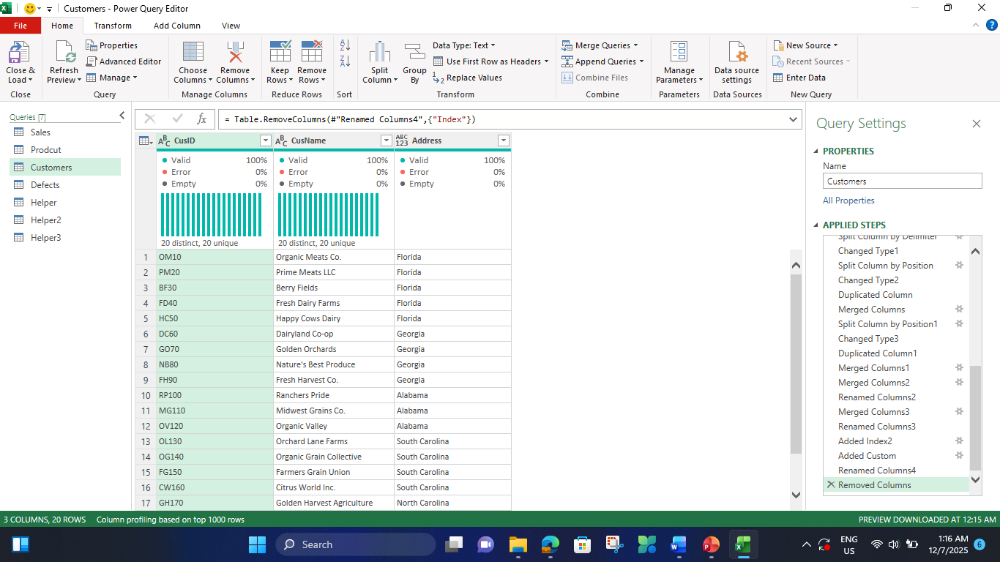 Customers - Power Query Editor
File Home Transform Add Column View
Close & Load
Close
Refresh Preview
Properties
Advanced Editor
Manage
Query
Choose Columns
Remove Columns
Manage Columns
Keep Rows
Remove Rows
Reduce Rows
Sort
Split Column
Group By
Data Type: Text
Use First Row as Headers
Replace Values
Transform
Merge Queries
Append Queries
Combine Files
Combine
Manage Parameters
Parameters
Data source settings
Data Sources
New Source
Recent Sources
Enter Data
New Query
Queries [7]
Sales
Prodcut
Customers
Defects
Helper
Helper2
Helper3
fx = Table.RemoveColumns(#"Renamed Columns4",{"Index"})
ABC CusID ABC CusName ABC 123 Address
Valid 100% Valid 100% Valid 100%
Error 0% Error 0% Error 0%
Empty 0% Empty 0% Empty 0%
20 distinct, 20 unique 20 distinct, 20 unique
1 OM10 Organic Meats Co. Florida
2 PM20 Prime Meats LLC Florida
3 BF30 Berry Fields Florida
4 FD40 Fresh Dairy Farms Florida
5 HC50 Happy Cows Dairy Florida
6 DC60 Dairyland Co-op Georgia
7 GO70 Golden Orchards Georgia
8 NB80 Nature's Best Produce Georgia
9 FH90 Fresh Harvest Co. Georgia
10 RP100 Ranchers Pride Alabama
11 MG110 Midwest Grains Co. Alabama
12 OV120 Organic Valley Alabama
13 OL130 Orchard Lane Farms South Carolina
14 OG140 Organic Grain Collective South Carolina
15 FG150 Farmers Grain Union South Carolina
16 CW160 Citrus World Inc. South Carolina
17 GH170 Golden Harvest Agriculture North Carolina
Query Settings
PROPERTIES
Name
Customers
All Properties
APPLIED STEPS
Split Column by Delimiter
Changed Type1
Split Column by Position
Changed Type2
Duplicated Column
Merged Columns
Split Column by Position1
Changed Type3
Duplicated Column1
Merged Columns1
Merged Columns2
Renamed Columns2
Merged Columns3
Renamed Columns3
Added Index2
Added Custom
Renamed Columns4
Removed Columns
3 COLUMNS, 20 ROWS Column profiling based on top 1000 rows PREVIEW DOWNLOADED AT 12:15 AM
Search
ENG
US
1:16 AM
12/7/2025
6